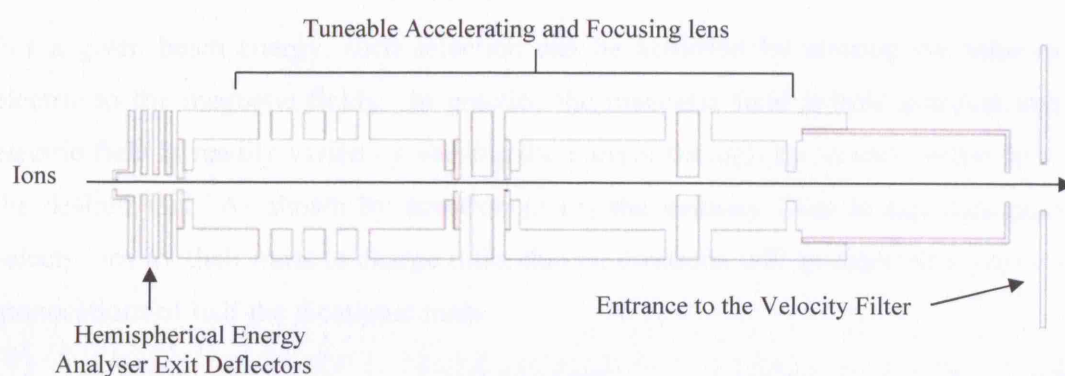 Tuneable Accelerating and Focusing lens
Ions
Entrance to the Velocity Filter
Hemispherical Energy
Analyser Exit Deflectors